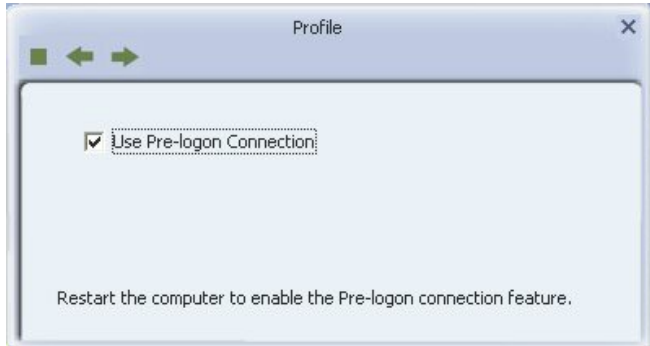 Profile
Use Pre-logon Connection
Restart the computer to enable the Pre-logon connection feature.